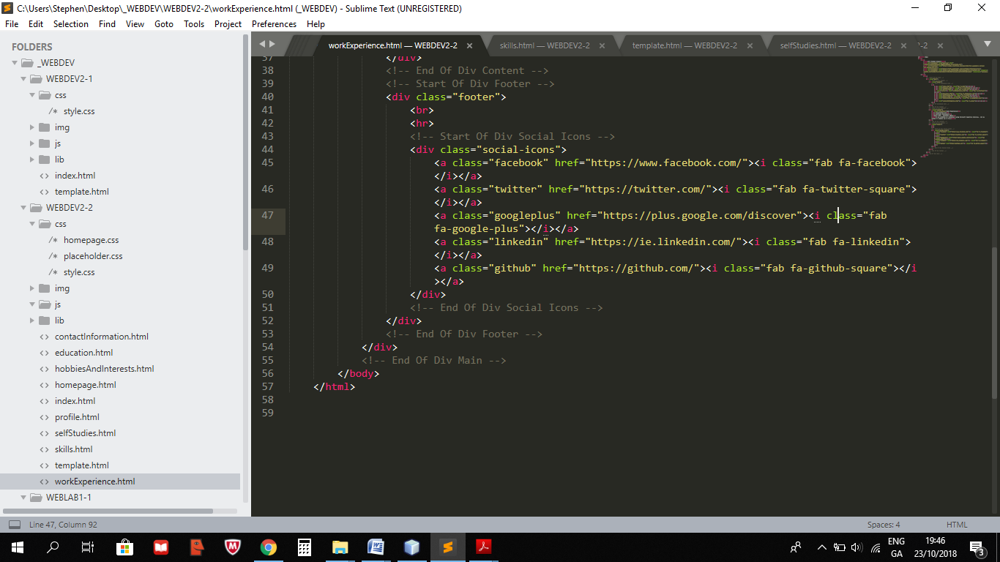 C:\Users\Stephen\Desktop\_WEBDEV\WEBDEV2-2\workExperience.html (_WEBDEV) - Sublime Text (UNREGISTERED)
File Edit Selection Find View Goto Tools Project Preferences Help
FOLDERS
_WEBDEV
WEBDEV2-1
css
/* style.css
img
js
lib
<> index.html
<> template.html
WEBDEV2-2
css
/* homepage.css
/* placeholder.css
/* style.css
img
js
lib
<> contactInformation.html
<> education.html
<> hobbiesAndInterests.html
<> homepage.html
<> index.html
<> profile.html
<> selfStudies.html
<> skills.html
<> template.html
<> workExperience.html
WEBLAB1-1
workExperience.html — WEBDEV2-2 × skills.html — WEBDEV2-2 × template.html — WEBDEV2-2 × selfStudies.html — WEBDEV2-2 × -2 ×
37 </div>
38 <!-- End Of Div Content -->
39 <!-- Start Of Div Footer -->
40 <div class="footer">
41 <br>
42 <hr>
43 <!-- Start Of Div Social Icons -->
44 <div class="social-icons">
45 <a class="facebook" href="https://www.facebook.com/"><i class="fab fa-facebook">
</i></a>
46 <a class="twitter" href="https://twitter.com/"><i class="fab fa-twitter-square">
</i></a>
47 <a class="googleplus" href="https://plus.google.com/discover"><i class="fab
fa-google-plus"></i></a>
48 <a class="linkedin" href="https://ie.linkedin.com/"><i class="fab fa-linkedin">
</i></a>
49 <a class="github" href="https://github.com/"><i class="fab fa-github-square"></i
></a>
50 </div>
51 <!-- End Of Div Social Icons -->
52 </div>
53 <!-- End Of Div Footer -->
54 </div>
55 <!-- End Of Div Main -->
56 </body>
57 </html>
58
59
Line 47, Column 92 Spaces: 4 HTML
ENG
GA
19:46
23/10/2018
3